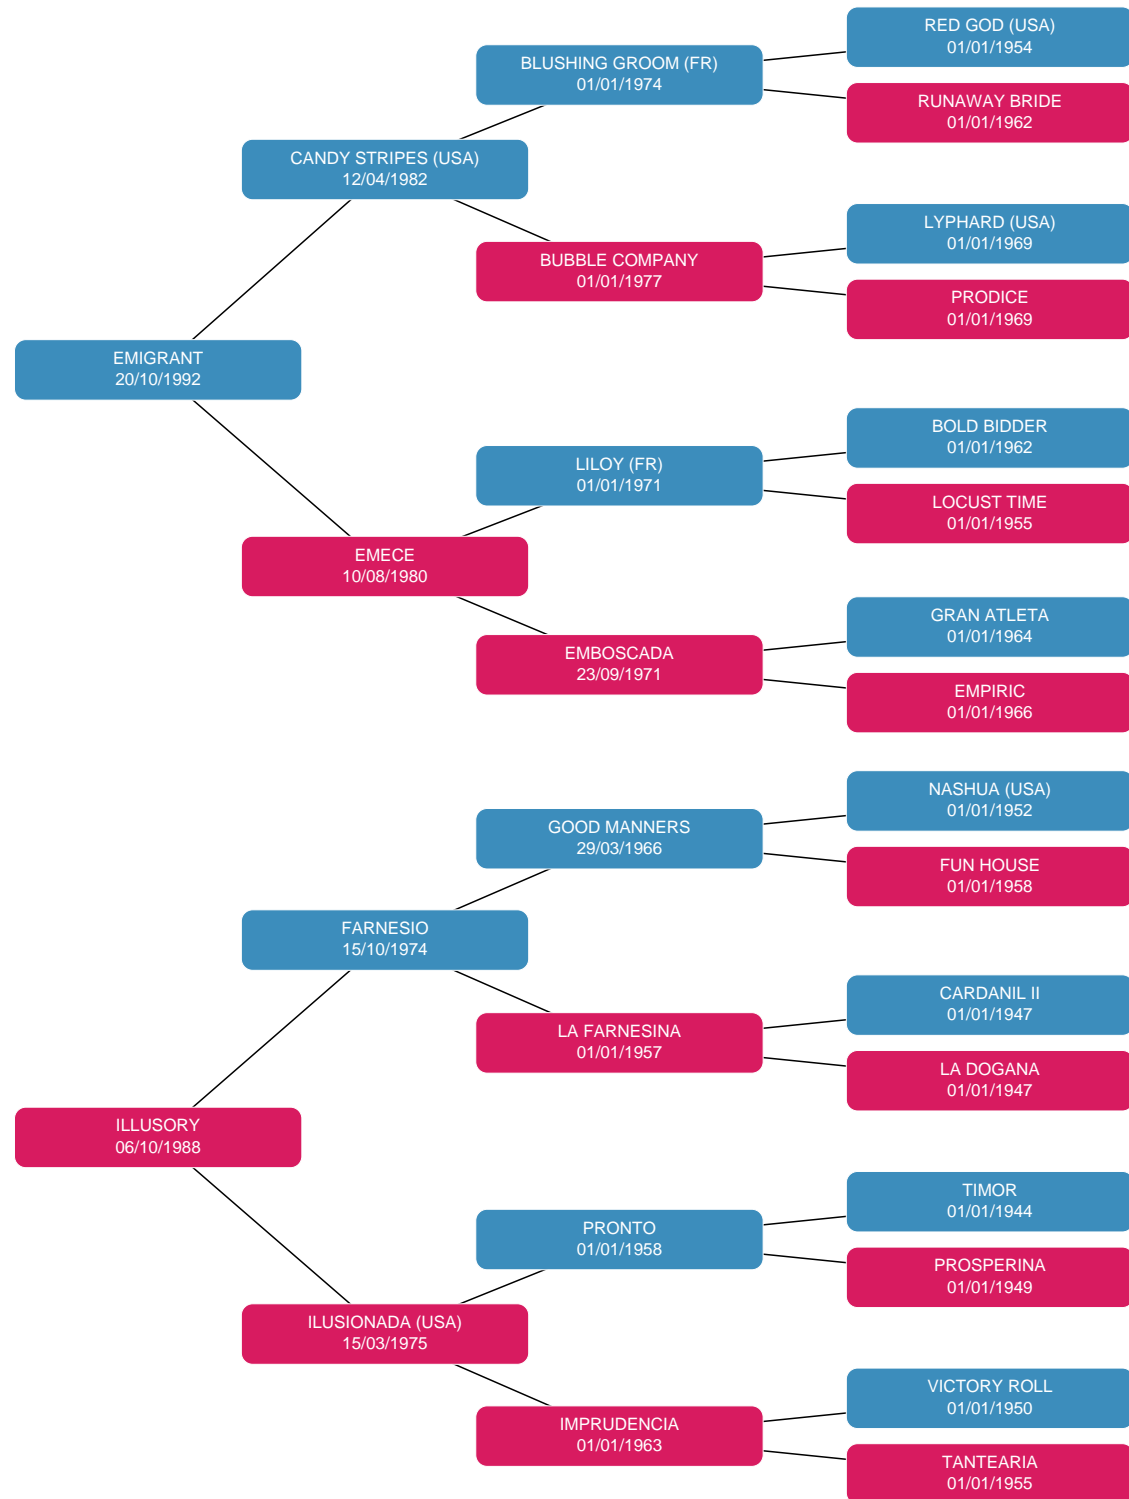 RED GOD (USA)
01/01/1954
BLUSHING GROOM (FR)
01/01/1974
RUNAWAY BRIDE
01/01/1962
CANDY STRIPES (USA)
12/04/1982
LYPHARD (USA)
01/01/1969
BUBBLE COMPANY
01/01/1977
PRODICE
01/01/1969
EMIGRANT
20/10/1992
BOLD BIDDER
01/01/1962
LILOY (FR)
01/01/1971
LOCUST TIME
01/01/1955
EMECE
10/08/1980
GRAN ATLETA
01/01/1964
EMBOSCADA
23/09/1971
EMPIRIC
01/01/1966
NASHUA (USA)
01/01/1952
GOOD MANNERS
29/03/1966
FUN HOUSE
01/01/1958
FARNESIO
15/10/1974
CARDANIL II
01/01/1947
LA FARNESINA
01/01/1957
LA DOGANA
01/01/1947
ILLUSORY
06/10/1988
TIMOR
01/01/1944
PRONTO
01/01/1958
PROSPERINA
01/01/1949
ILUSIONADA (USA)
15/03/1975
VICTORY ROLL
01/01/1950
IMPRUDENCIA
01/01/1963
TANTEARIA
01/01/1955